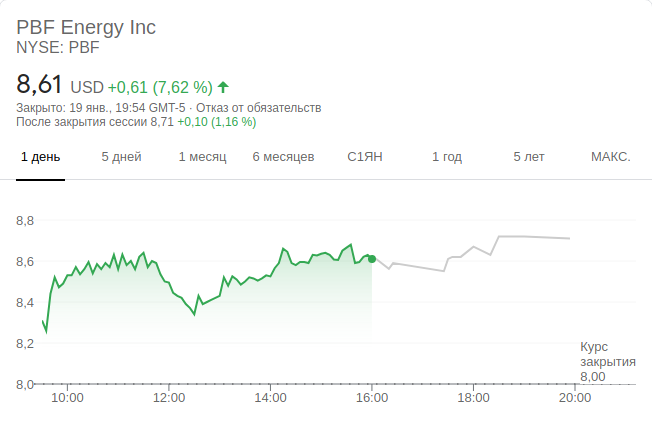 PBF Energy Inc
NYSE: PBF
8,61 USD +0,61 (7,62 %)
Закрыто: 19 янв., 19:54 GMT-5 · Отказ от обязательств
После закрытия сессии 8,71 +0,10 (1,16 %)
1 день 5 дней 1 месяц 6 месяцев С1ЯН 1 год 5 лет МАКС.
8,8
8,6
8,4
8,2
8,0
Курс
закрытия
8,00
10:00 12:00 14:00 16:00 18:00 20:00